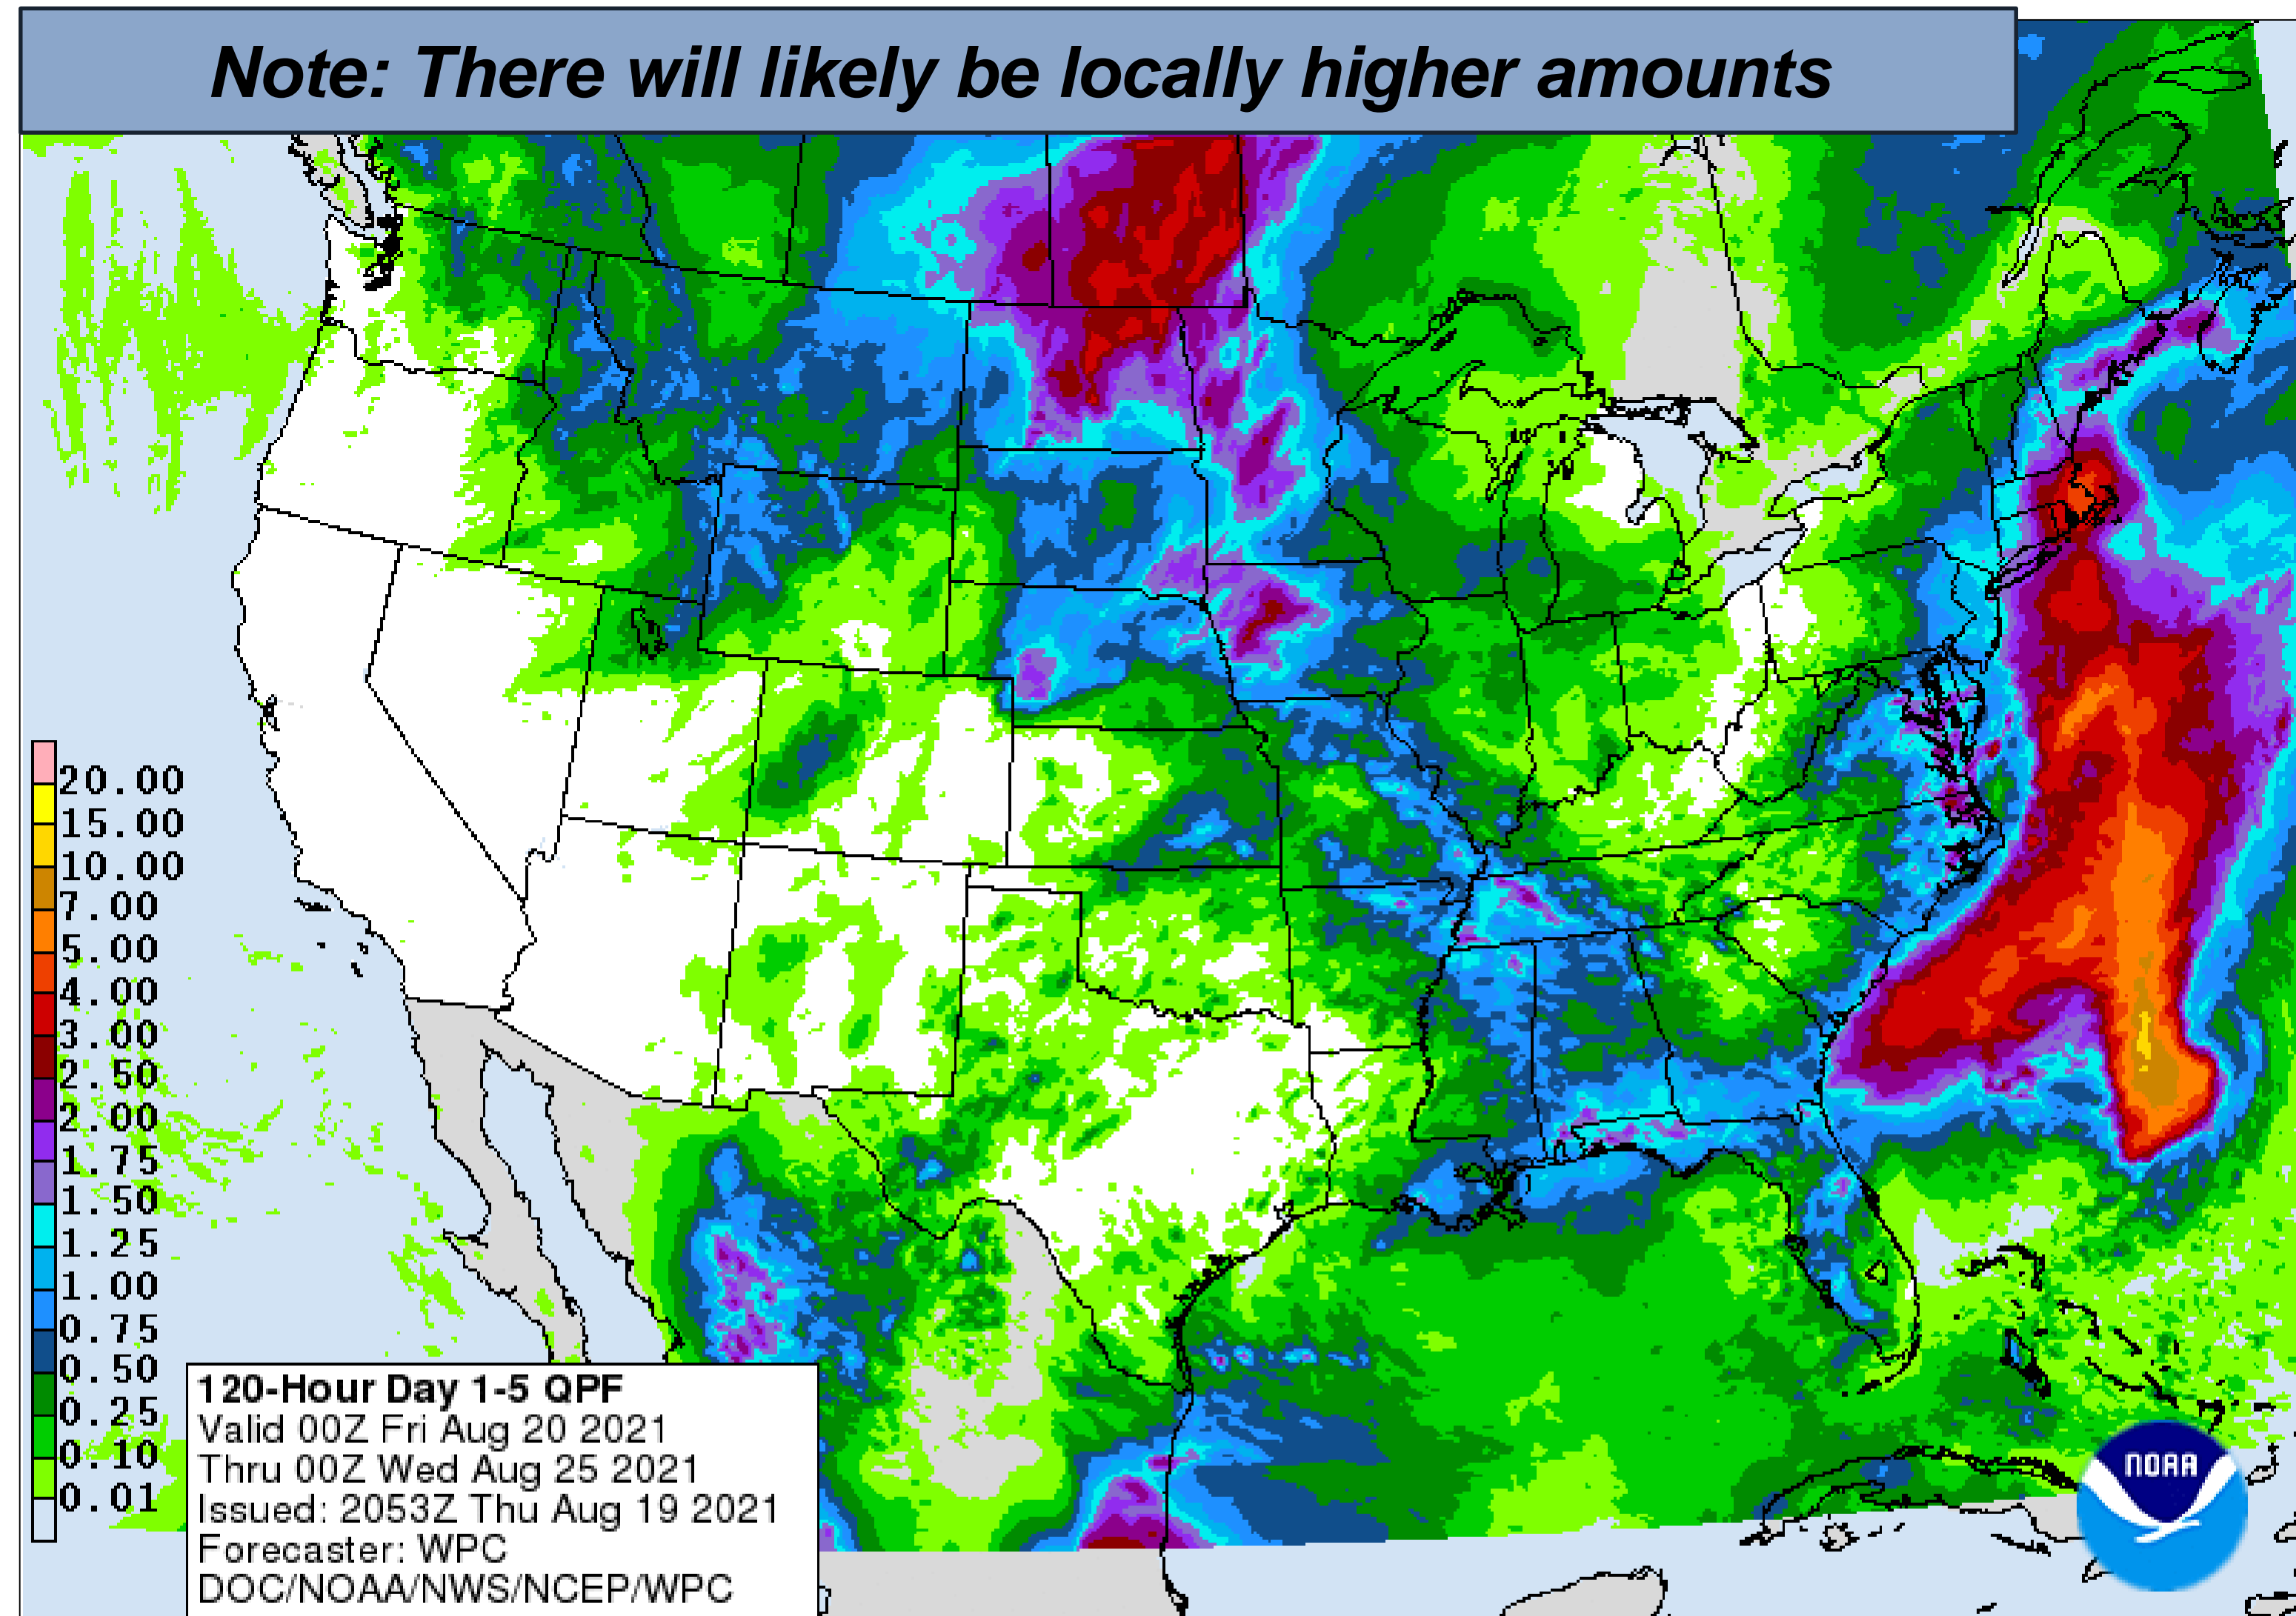 Note: There will likely be locally higher amounts
20.00
15.00
10.00
7.00
5.00
4.00
3.00
2.50
2.00
1.75
1.50
1.25
1.00
0.75
0.50
0.25
0.10
0.01
120-Hour Day 1-5 QPF
Valid 00Z Fri Aug 20 2021
Thru 00Z Wed Aug 25 2021
Issued: 2053Z Thu Aug 19 2021
Forecaster: WPC
DOC/NOAA/NWS/NCEP/WPC
NOAA